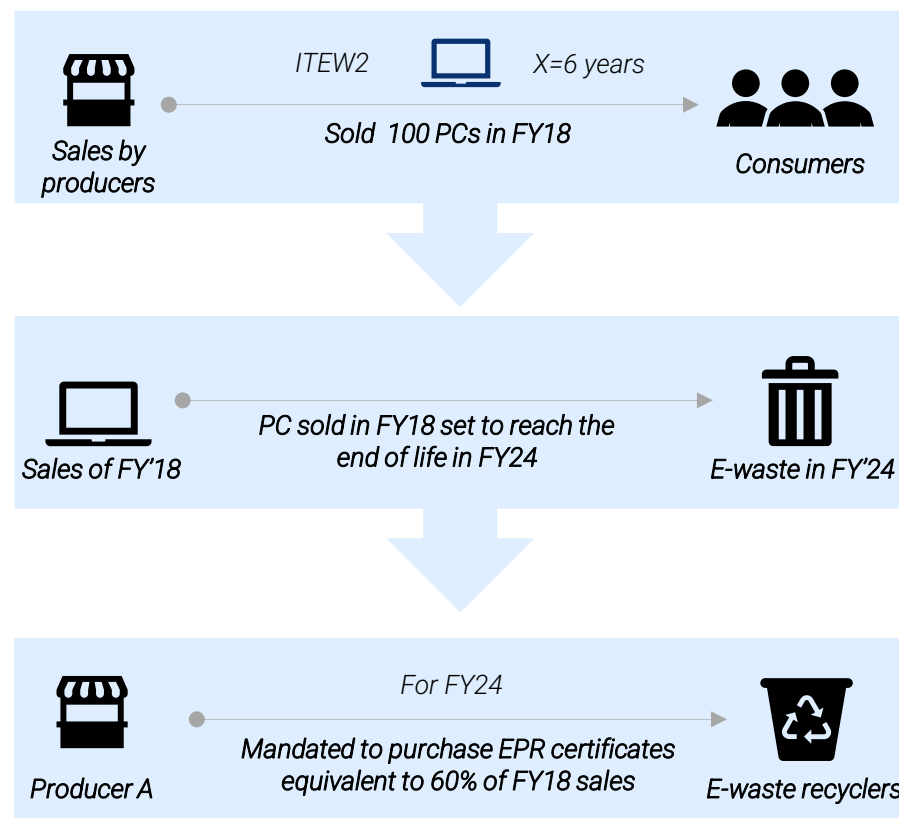 ITEW2
X=6 years
Sold 100 PCs in FY18
Sales by
producers
Consumers
PC sold in FY18 set to reach the
end of life in FY24
Sales of FY'18
E-waste in FY'24
For FY24
Mandated to purchase EPR certificates
equivalent to 60% of FY18 sales
Producer A
E-waste recyclers